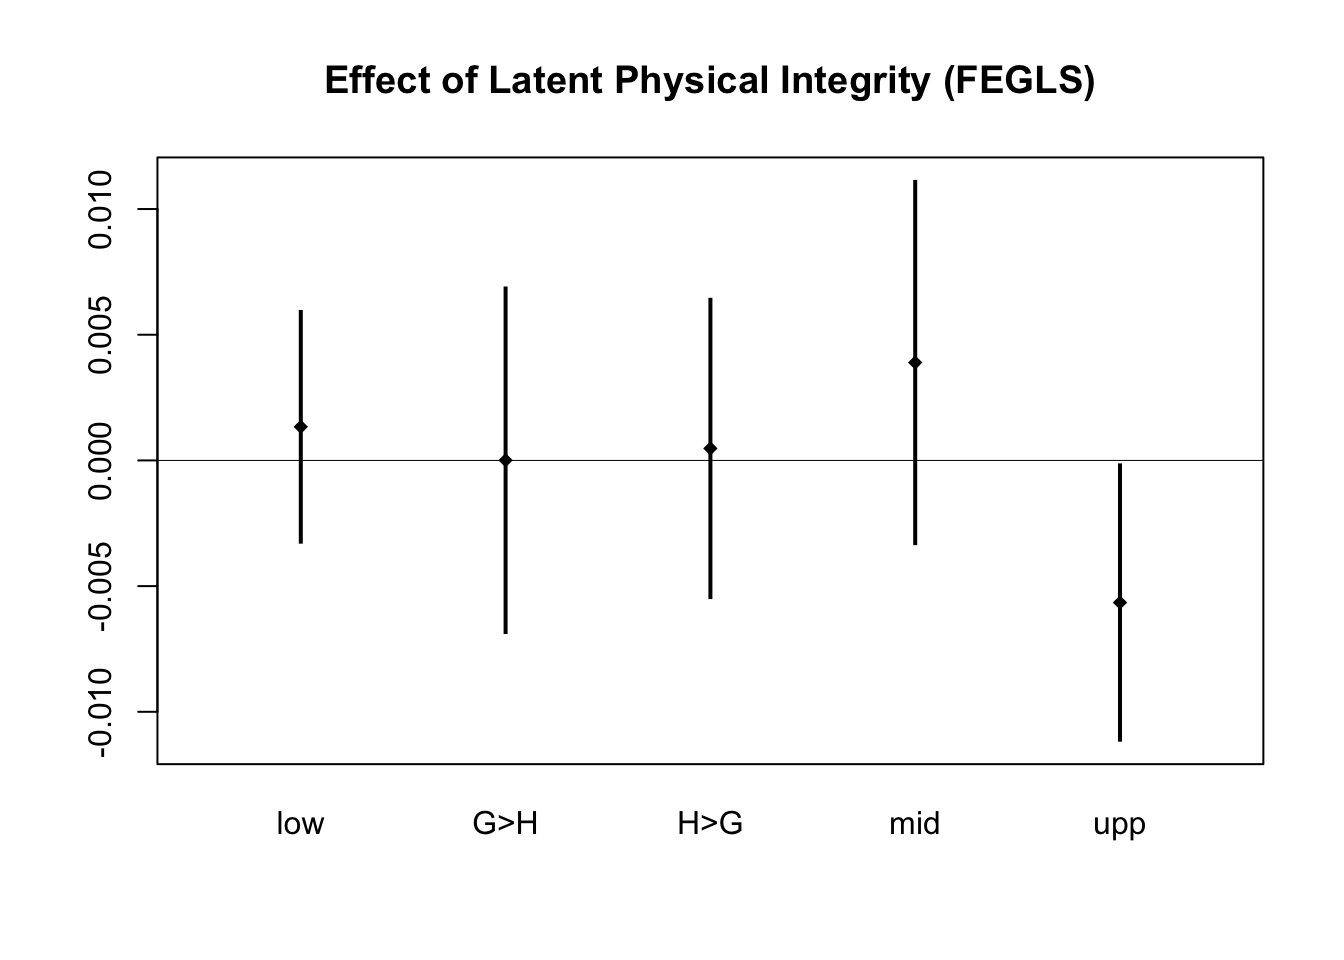 Effect of Latent Physical Integrity (FEGLS)
0.010
0.005
0.000
-0.005
-0.010
low G>H H>G mid upp